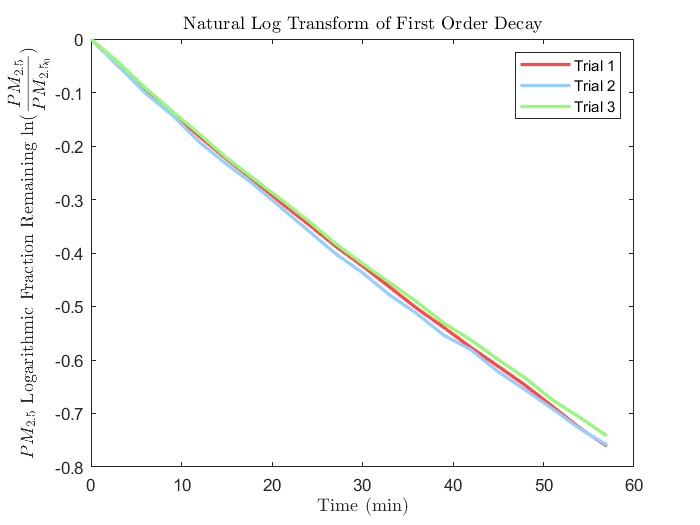 Natural Log Transform of First Order Decay
PM2.5 Logarithmic Fraction Remaining ln(PM2.5/PM2.50)
0
-0.1
-0.2
-0.3
-0.4
-0.5
-0.6
-0.7
-0.8
Trial 1
Trial 2
Trial 3
0 10 20 30 40 50 60
Time (min)